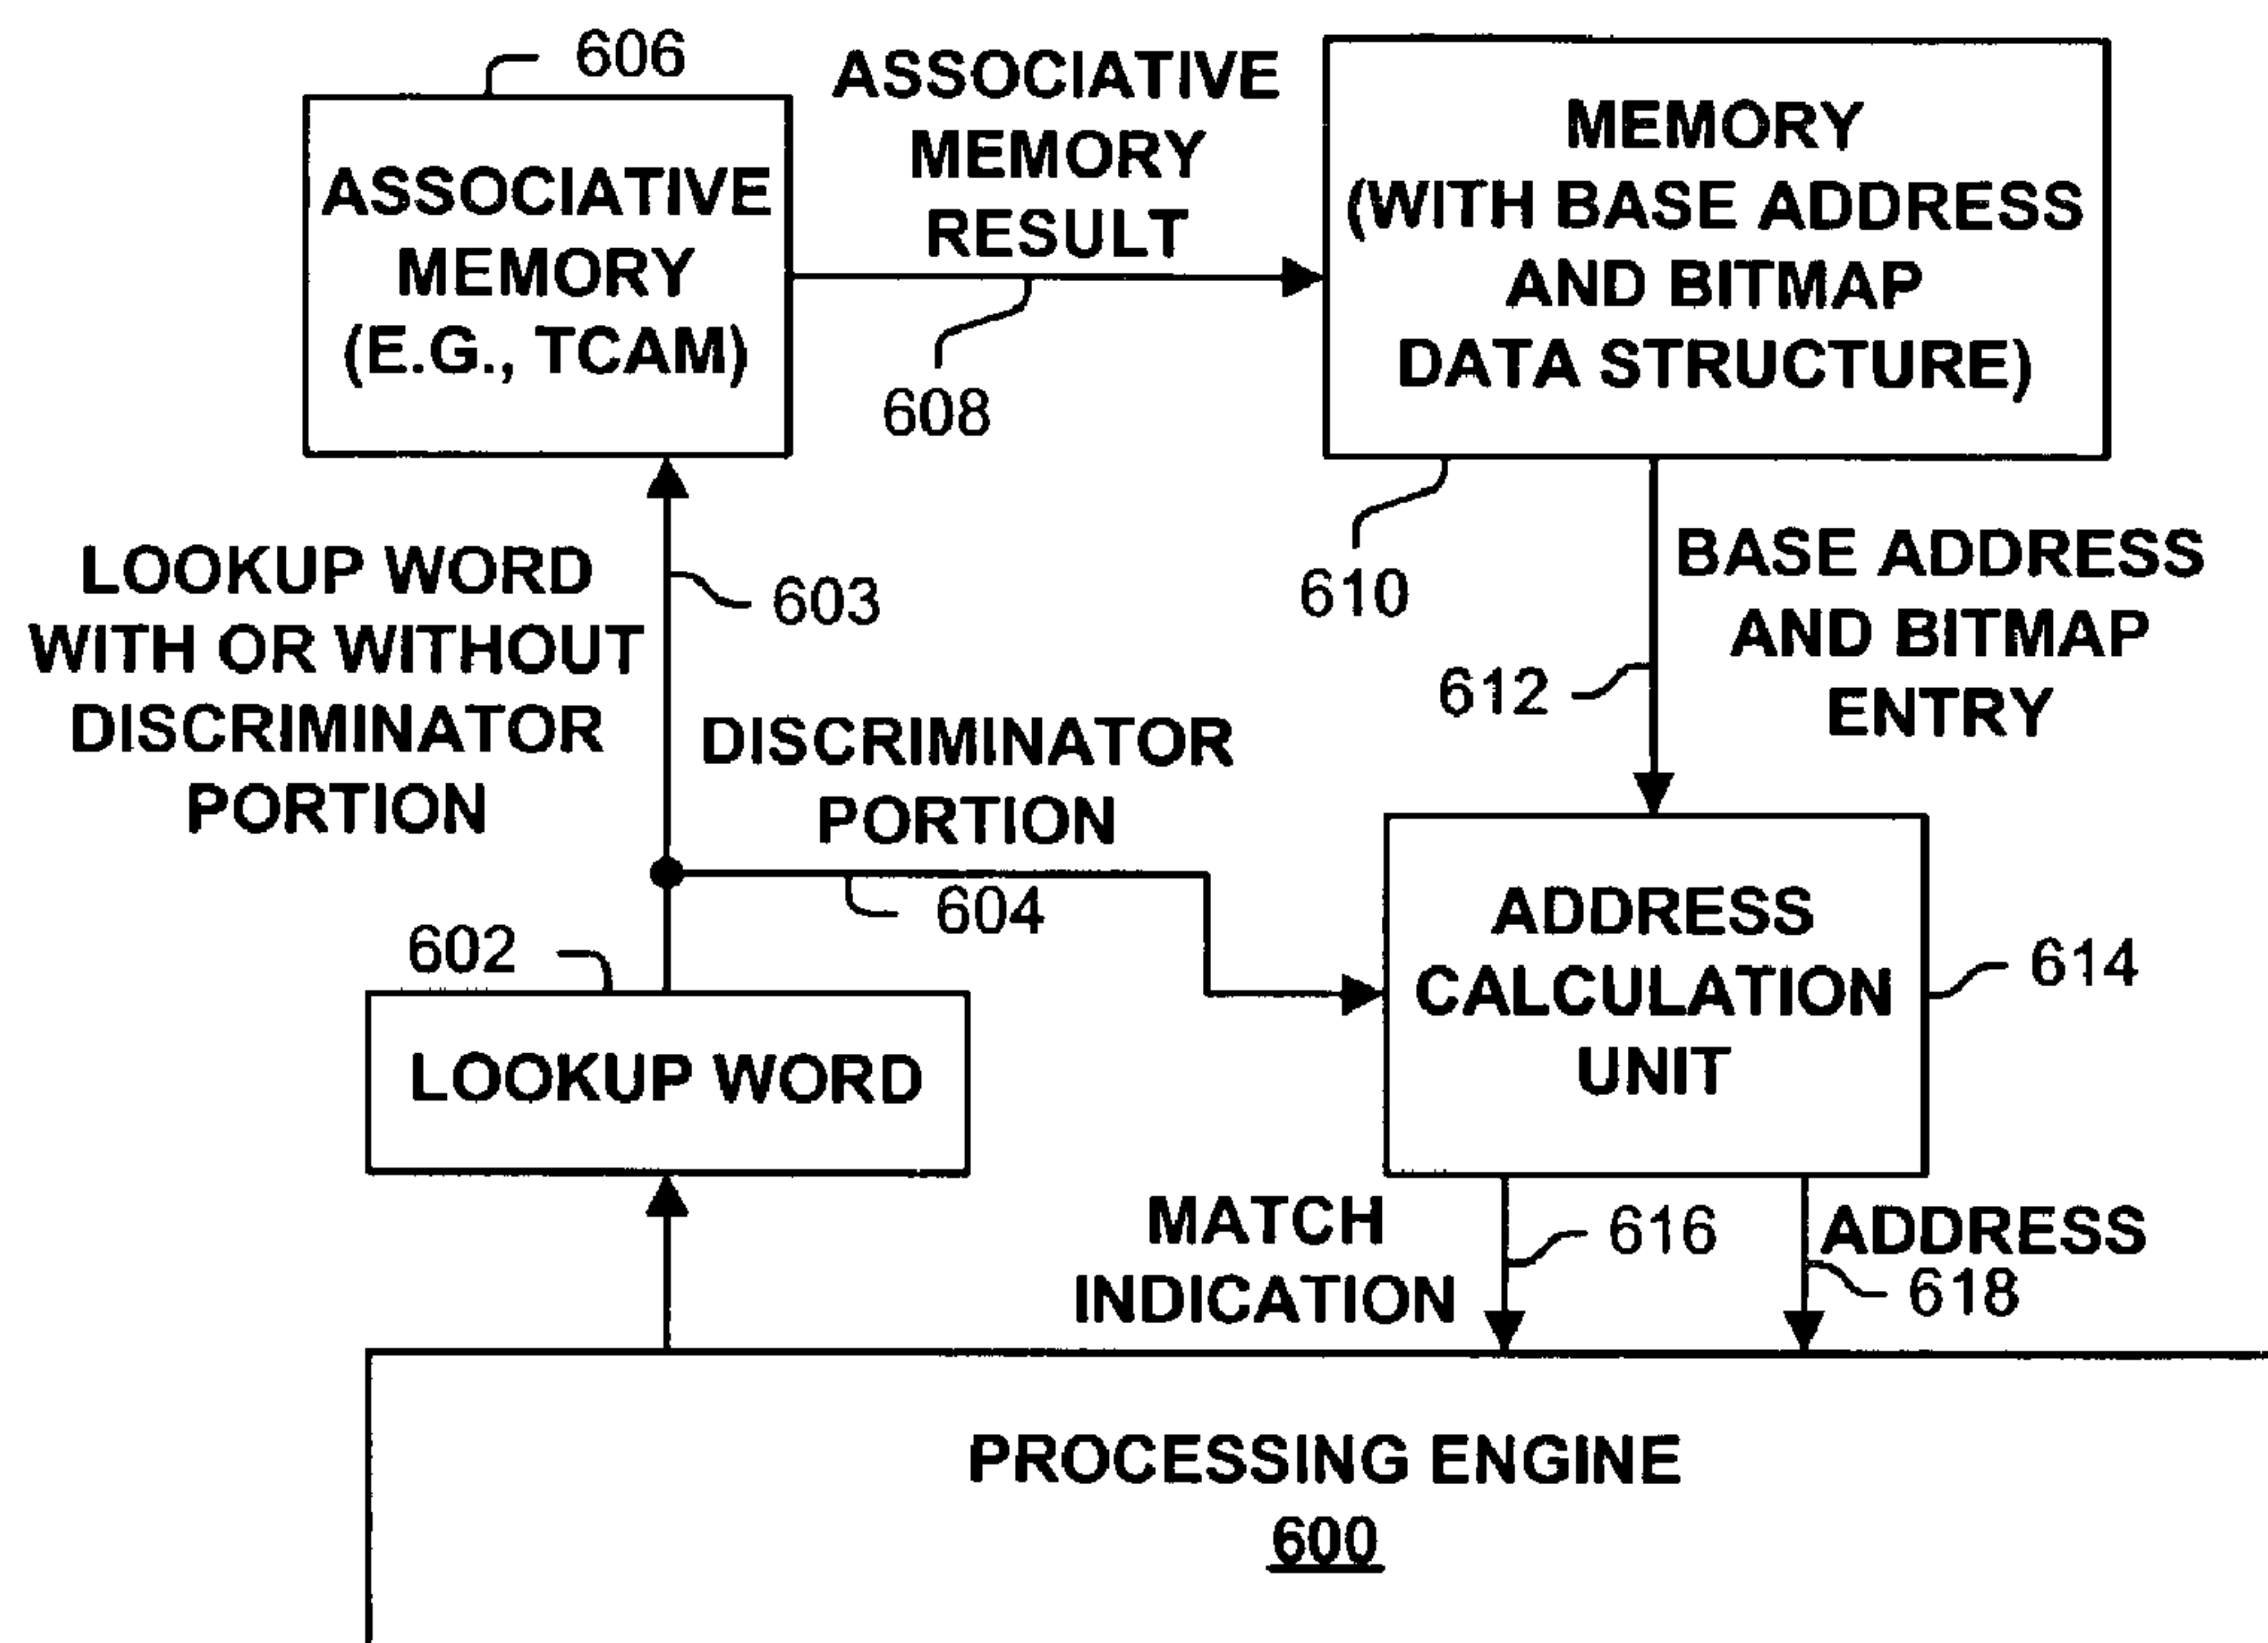 606
ASSOCIATIVE
MEMORY
(E.G., TCAM)
ASSOCIATIVE
MEMORY
RESULT
608
MEMORY
(WITH BASE ADDRESS
AND BITMAP
DATA STRUCTURE)
610
LOOKUP WORD
WITH OR WITHOUT
DISCRIMINATOR
PORTION
603
612
BASE ADDRESS
AND BITMAP
ENTRY
DISCRIMINATOR
PORTION
604
602
LOOKUP WORD
ADDRESS
CALCULATION
UNIT
614
MATCH
INDICATION
616
ADDRESS
618
PROCESSING ENGINE
600